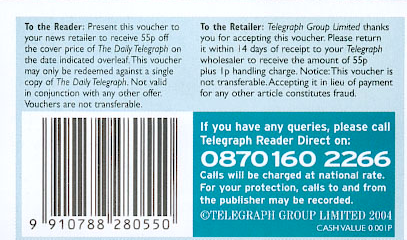 To the Reader: Present this voucher to
your news retailer to receive 55p off
the cover price of The Daily Telegraph on
the date indicated overleaf. This voucher
may only be redeemed against a single
copy of The Daily Telegraph. Not valid
in conjunction with any other offer.
Vouchers are not transferable.
To the Retailer: Telegraph Group Limited thanks
you for accepting this voucher. Please return
it within 14 days of receipt to your Telegraph
wholesaler to receive the amount of 55p
plus 1p handling charge. Notice: This voucher is
not transferable. Accepting it in lieu of payment
for any other article constitutes fraud.
9 910788 280550
If you have any queries, please call
Telegraph Reader Direct on:
0870 160 2266
Calls will be charged at national rate.
For your protection, calls to and from
the publisher may be recorded.
©TELEGRAPH GROUP LIMITED 2004
CASH VALUE 0.001P